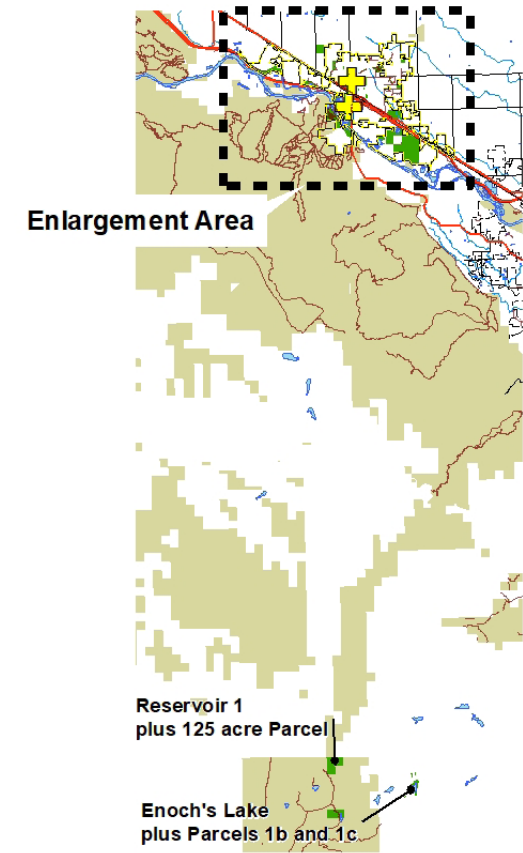 Enlargement Area
Reservoir 1
plus 125 acre Parcel
Enoch's Lake
plus Parcels 1b and 1c